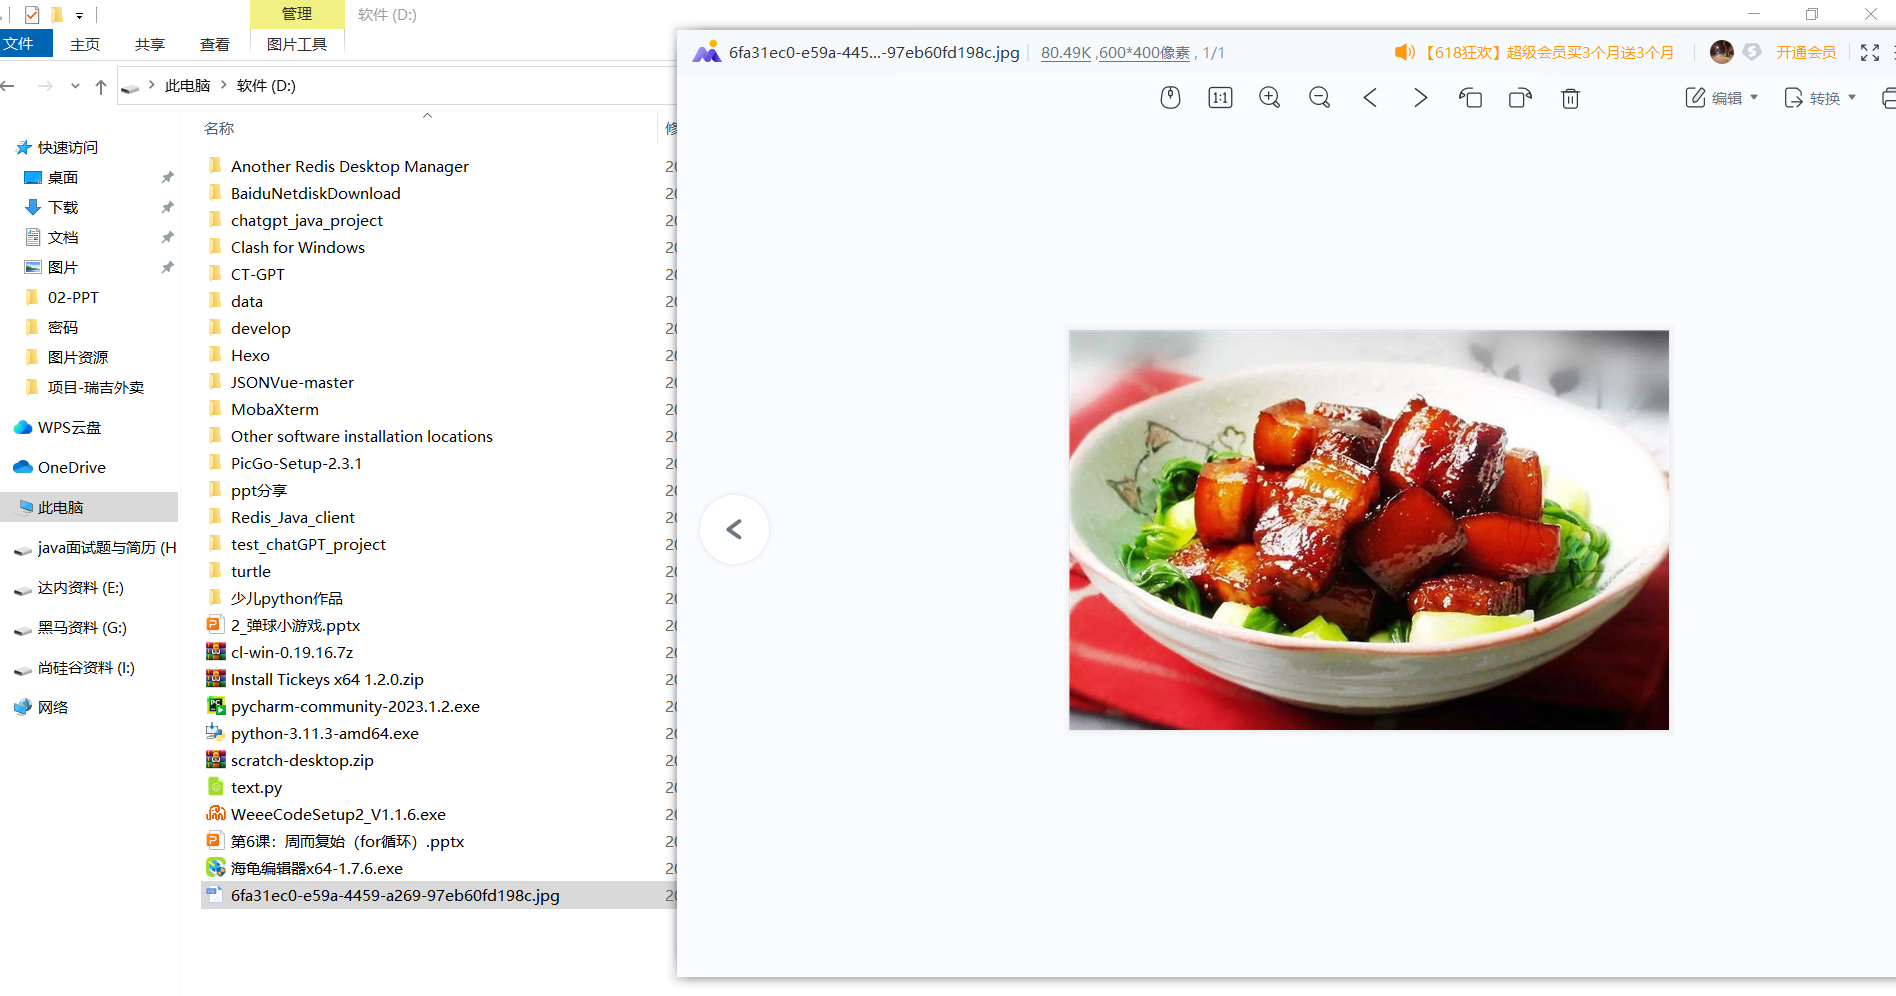 管理
软件 (D:)
文件
主页
共享
查看
图片工具
此电脑
软件 (D:)
名称
修
快速访问
桌面
下载
文档
图片
02-PPT
密码
图片资源
项目-瑞吉外卖
WPS云盘
OneDrive
此电脑
java面试题与简历 (H
达内资料 (E:)
黑马资料 (G:)
尚硅谷资料 (I:)
网络
Another Redis Desktop Manager
BaiduNetdiskDownload
chatgpt_java_project
Clash for Windows
CT-GPT
data
develop
Hexo
JSONVue-master
MobaXterm
Other software installation locations
PicGo-Setup-2.3.1
ppt分享
Redis_Java_client
test_chatGPT_project
turtle
少儿python作品
2_弹球小游戏.pptx
cl-win-0.19.16.7z
Install Tickeys x64 1.2.0.zip
pycharm-community-2023.1.2.exe
python-3.11.3-amd64.exe
scratch-desktop.zip
text.py
WeeeCodeSetup2_V1.1.6.exe
第6课：周而复始（for循环）.pptx
海龟编辑器x64-1.7.6.exe
6fa31ec0-e59a-4459-a269-97eb60fd198c.jpg
6fa31ec0-e59a-445...-97eb60fd198c.jpg
80.49K ,600*400像素 , 1/1
【618狂欢】超级会员买3个月送3个月
开通会员
1:1
编辑
转换